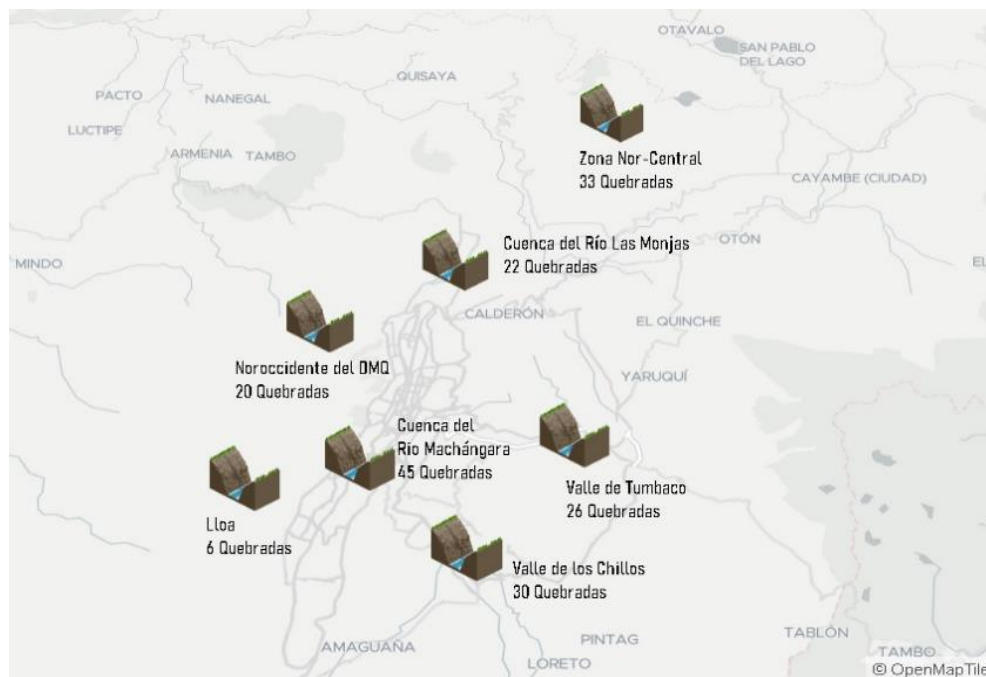 OTAVALO
SAN PABLO
DEL LAGO
QUISAYA
PACTO
NANEGAL
LUCTIPE
ARMENIA
TAMBO
Zona Nor-Central
33 Quebradas
CAYAMBE (CIUDAD)
Cuenca del Río Las Monjas
22 Quebradas
OTÓN
MINDO
EL
CALDERÓN
EL QUINCHE
Noroccidente del DMQ
20 Quebradas
YARUQUÍ
Cuenca del
Río Machángara
45 Quebradas
Valle de Tumbaco
26 Quebradas
Lloa
6 Quebradas
Valle de los Chillos
30 Quebradas
AMAGUAÑA
PINTAG
TABLÓN
LORETO
TAMBO
© OpenMapTile